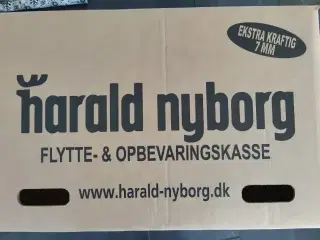 EKSTRA KRAFTIG
7 MM
harald nyborg
FLYTTE- & OPBEVARINGSKASSE
www.harald-nyborg.dk